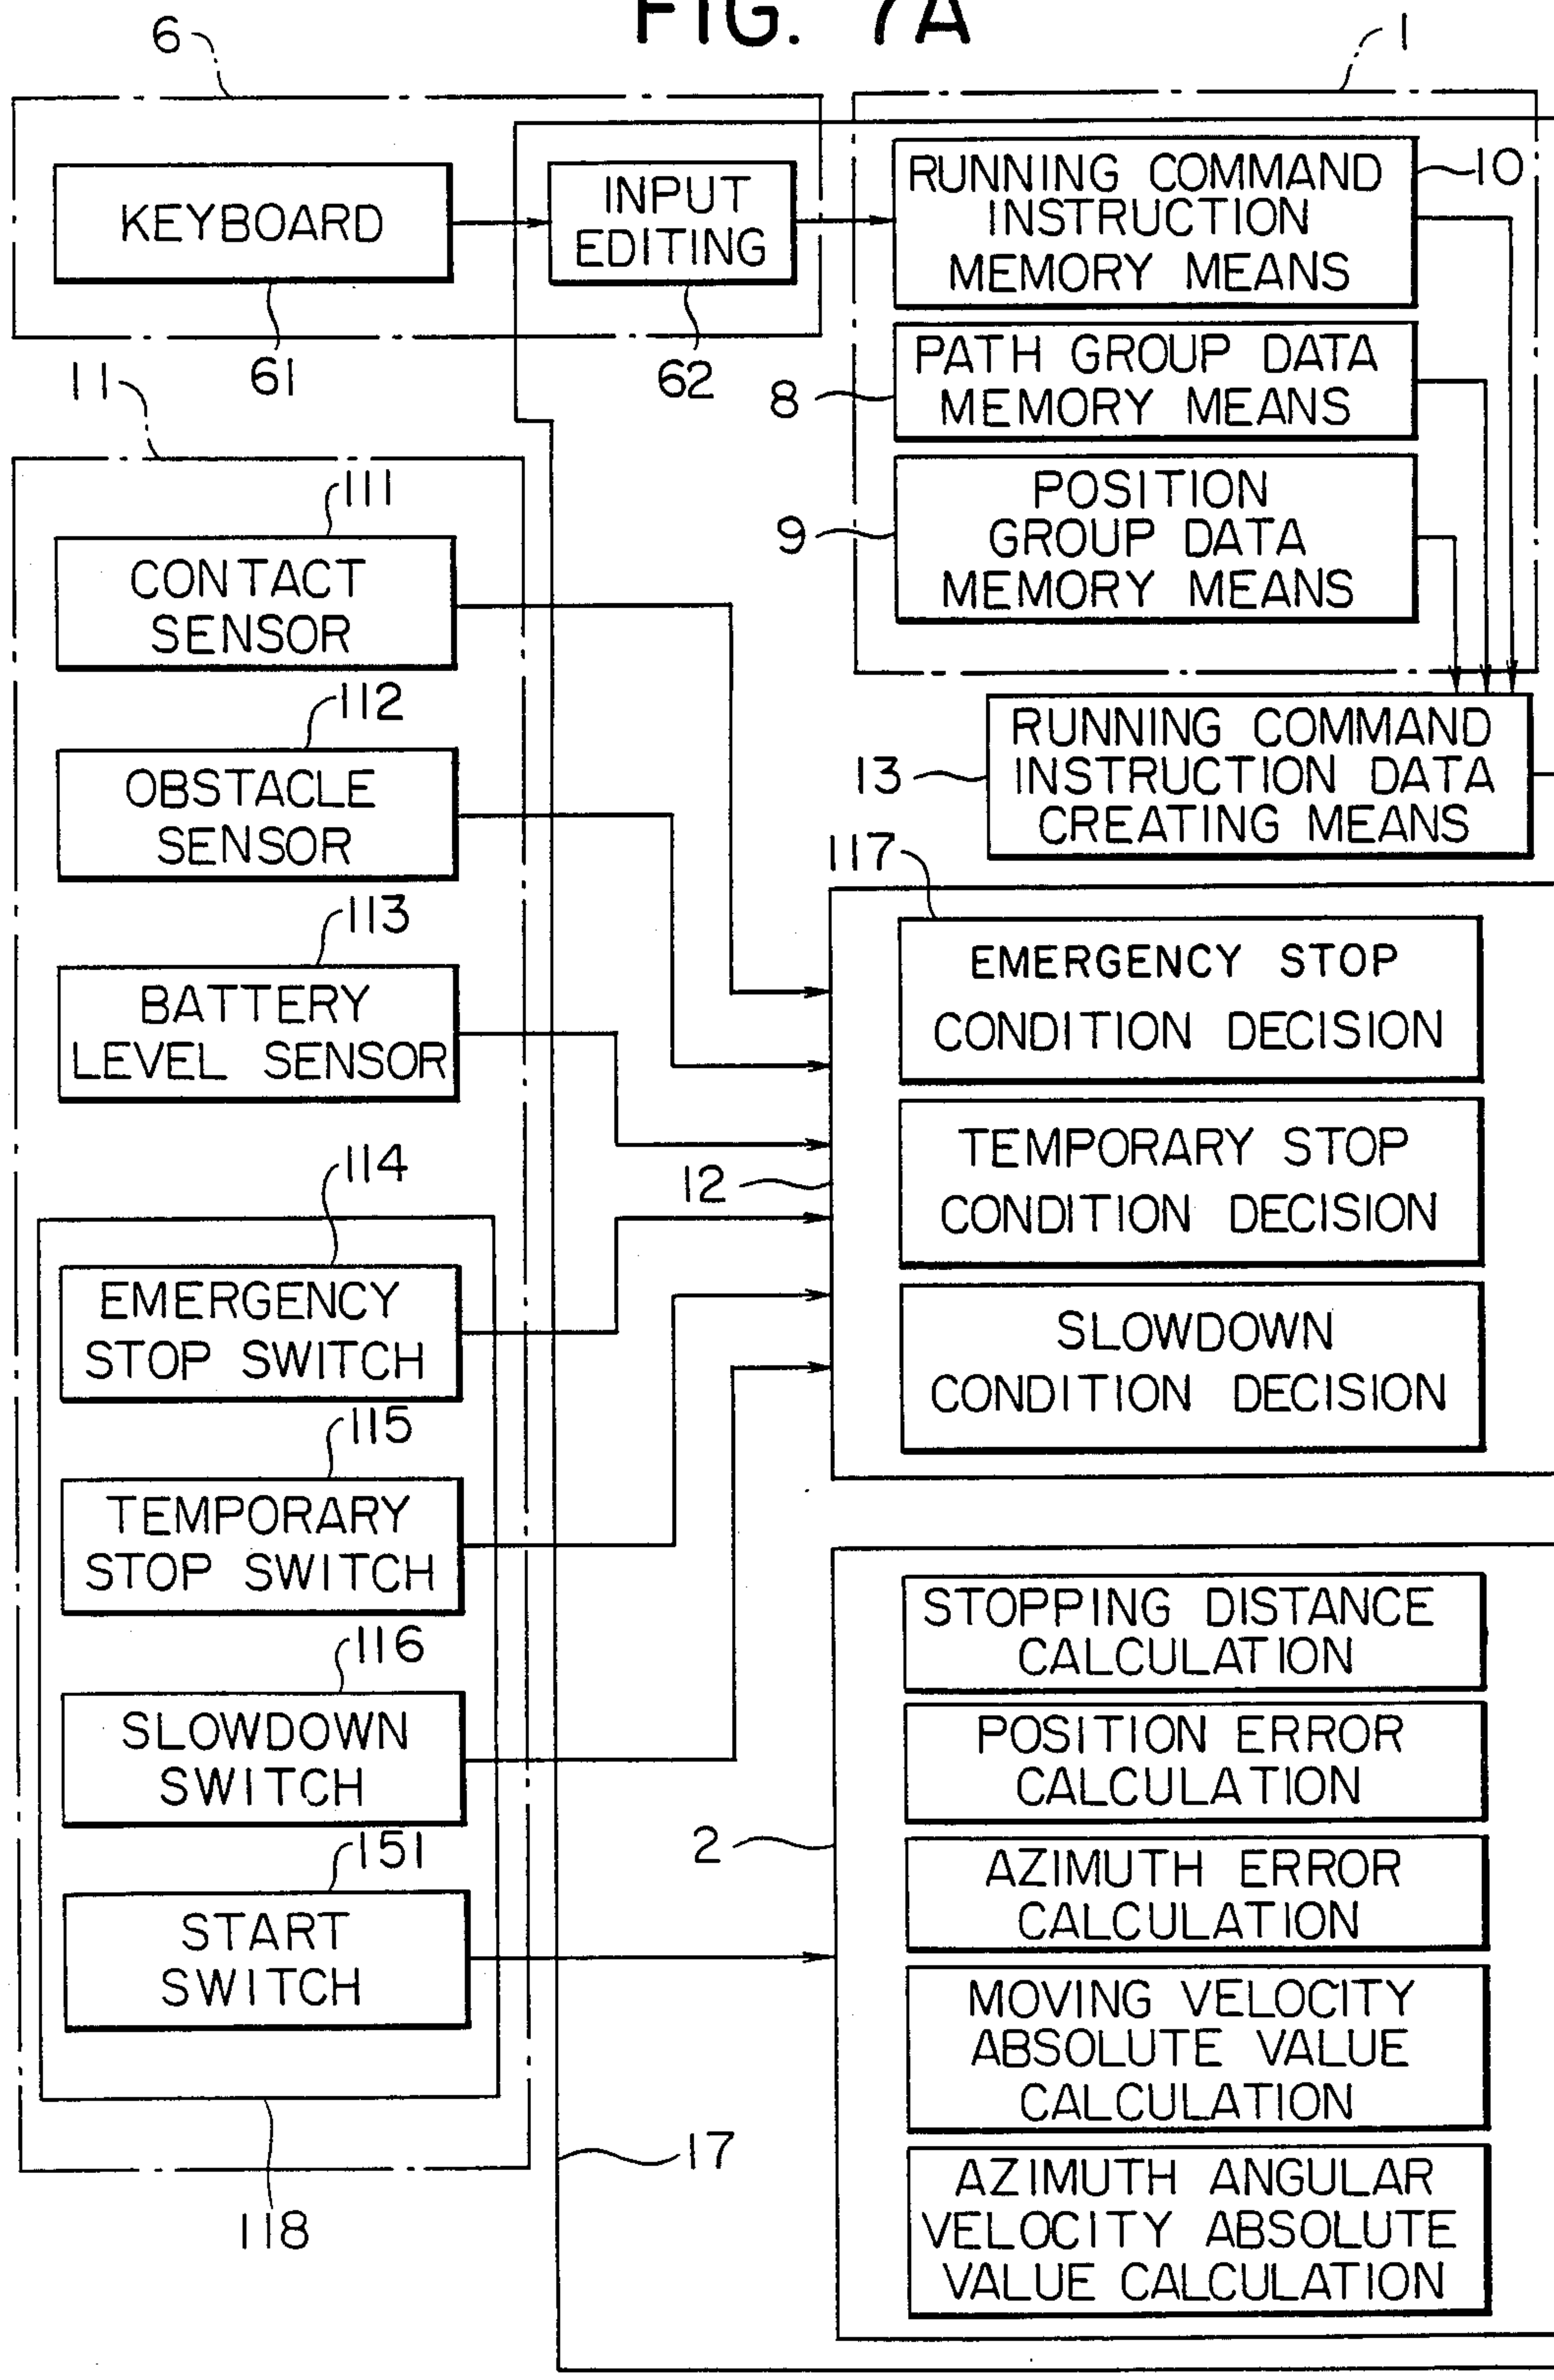 FIG. 7A
6
1
KEYBOARD
INPUT
EDITING
RUNNING COMMAND
INSTRUCTION
MEMORY MEANS
10
61
62
PATH GROUP DATA
MEMORY MEANS
8
POSITION
GROUP DATA
MEMORY MEANS
9
11
111
CONTACT
SENSOR
112
OBSTACLE
SENSOR
113
BATTERY
LEVEL SENSOR
114
EMERGENCY
STOP SWITCH
115
TEMPORARY
STOP SWITCH
116
SLOWDOWN
SWITCH
151
START
SWITCH
118
17
RUNNING COMMAND
INSTRUCTION DATA
CREATING MEANS
13
117
EMERGENCY STOP
CONDITION DECISION
TEMPORARY STOP
CONDITION DECISION
12
SLOWDOWN
CONDITION DECISION
STOPPING DISTANCE
CALCULATION
POSITION ERROR
CALCULATION
2
AZIMUTH ERROR
CALCULATION
MOVING VELOCITY
ABSOLUTE VALUE
CALCULATION
AZIMUTH ANGULAR
VELOCITY ABSOLUTE
VALUE CALCULATION